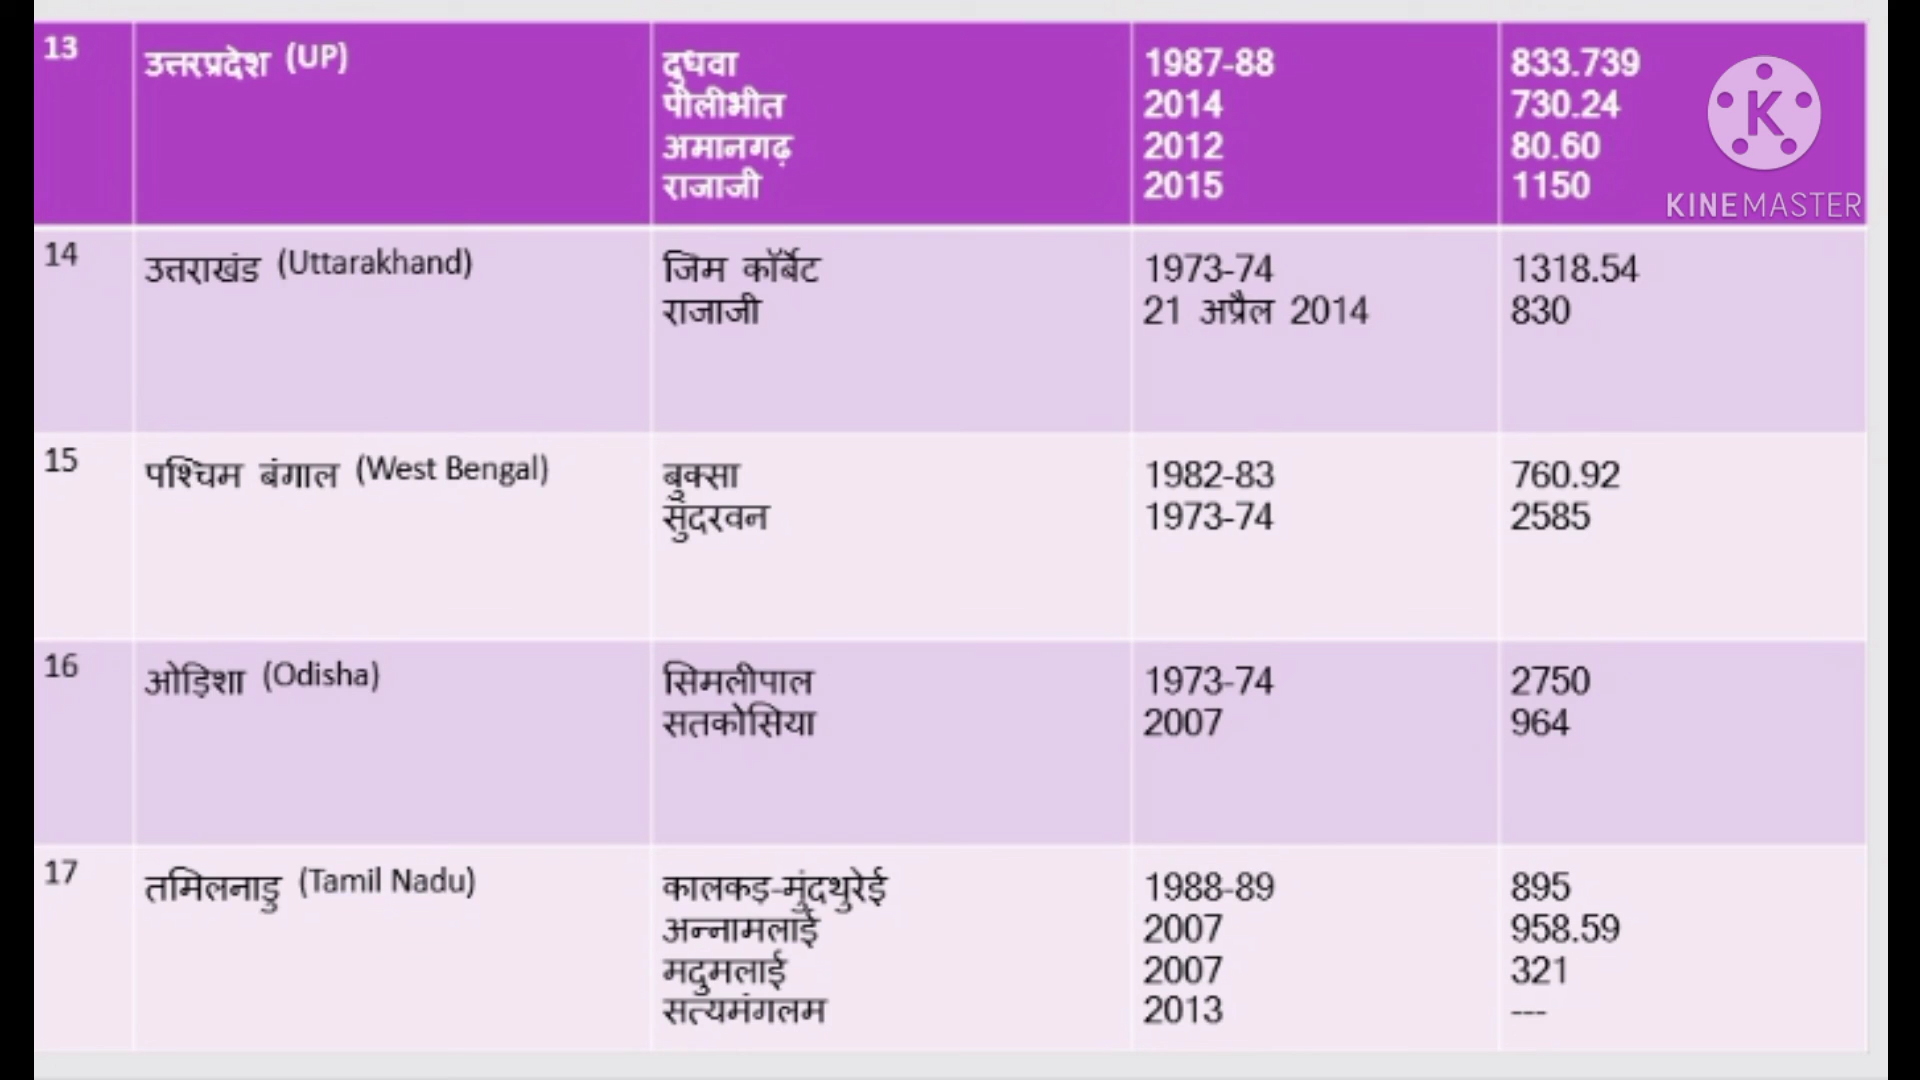 13 उत्तरप्रदेश (UP) दुधवा 1987-88 833.739
पीलीभीत 2014 730.24
अमानगढ़ 2012 80.60
राजाजी 2015 1150
K
KINEMASTER
14 उत्तराखंड (Uttarakhand) जिम कॉर्बेट 1973-74 1318.54
राजाजी 21 अप्रैल 2014 830
15 पश्चिम बंगाल (West Bengal) बुक्सा 1982-83 760.92
सुंदरवन 1973-74 2585
16 ओड़िशा (Odisha) सिमलीपाल 1973-74 2750
सतकोसिया 2007 964
17 तमिलनाडु (Tamil Nadu) कालकड़-मुंदथुरेई 1988-89 895
अन्नामलाई 2007 958.59
मदुमलाई 2007 321
सत्यमंगलम 2013 ---